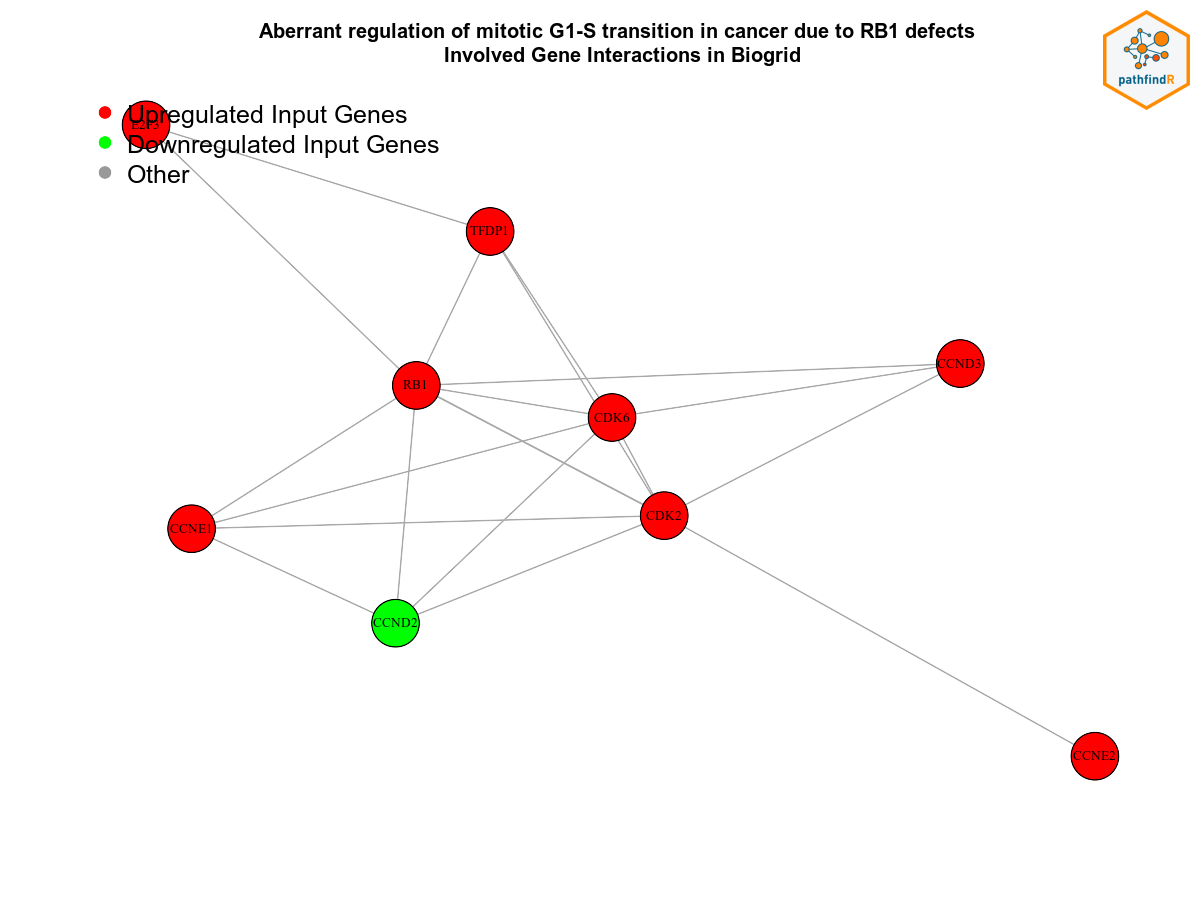 Aberrant regulation of mitotic G1-S transition in cancer due to RB1 defects
Involved Gene Interactions in Biogrid
pathfindR
Upregulated Input Genes
E2F3
Downregulated Input Genes
Other
TFDP1
CCND3
RB1
CDK6
CDK2
CCNE1
CCND2
CCNE2